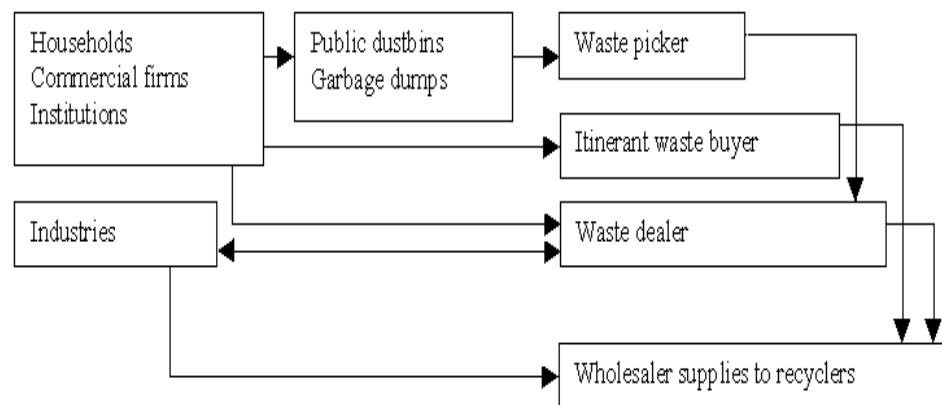 Households
Commercial firms
Institutions
Public dustbins
Garbage dumps
Waste picker
Itinerant waste buyer
Industries
Waste dealer
Wholesaler supplies to recyclers